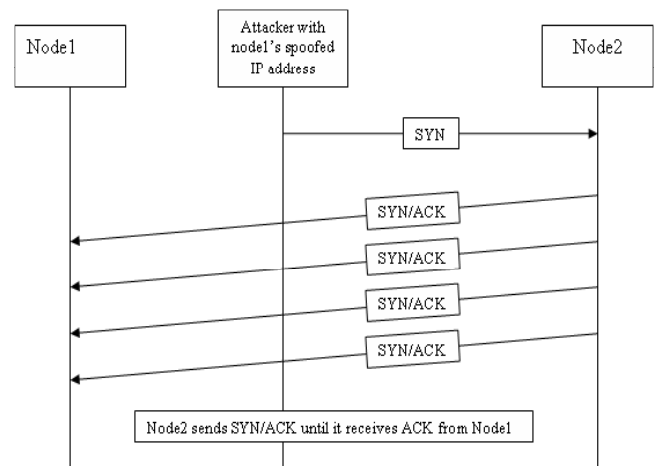 Node1
Attacker with
node1's spoofed
IP address
Node2
SYN
SYN/ACK
SYN/ACK
SYN/ACK
SYN/ACK
Node2 sends SYN/ACK until it receives ACK from Node1